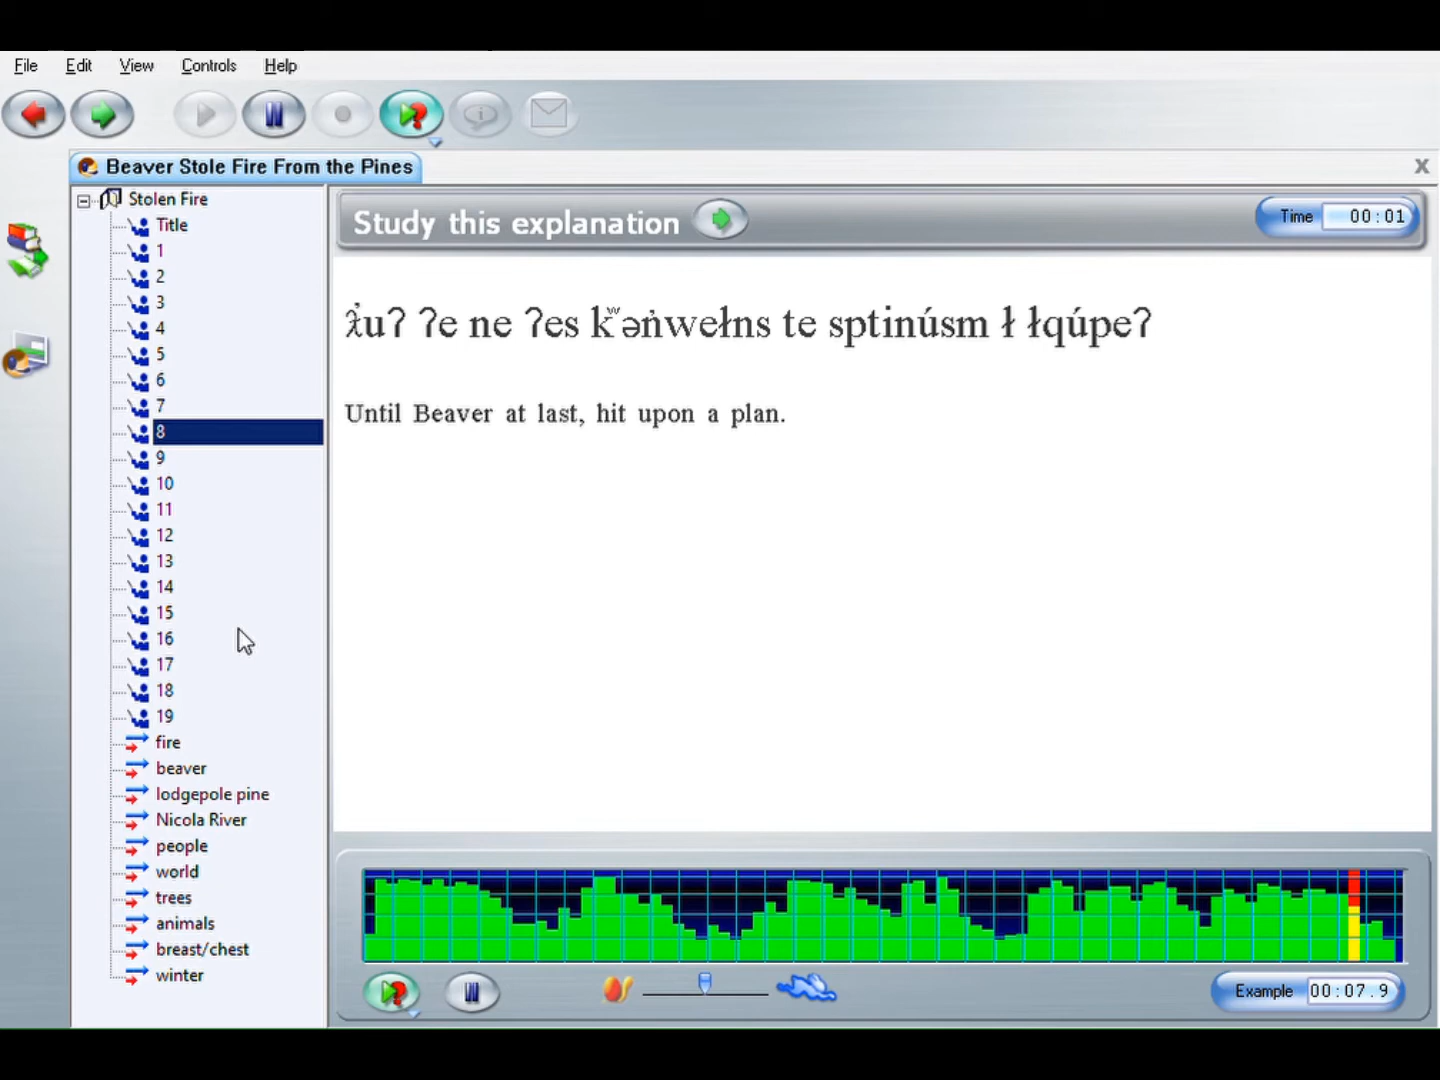 File Edit View Controls Help
Beaver Stole Fire From the Pines
Stolen Fire
Title
1
2
3
4
5
6
7
8
9
10
11
12
13
14
15
16
17
18
19
fire
beaver
lodgepole pine
Nicola River
people
world
trees
animals
breast/chest
winter
Study this explanation
Time 00:01
ƛ̓uʔ ʔe ne ʔes k̓ʷən̓wełns te sptinúsm ł łqúpeʔ
Until Beaver at last, hit upon a plan.
Example 00:07.9